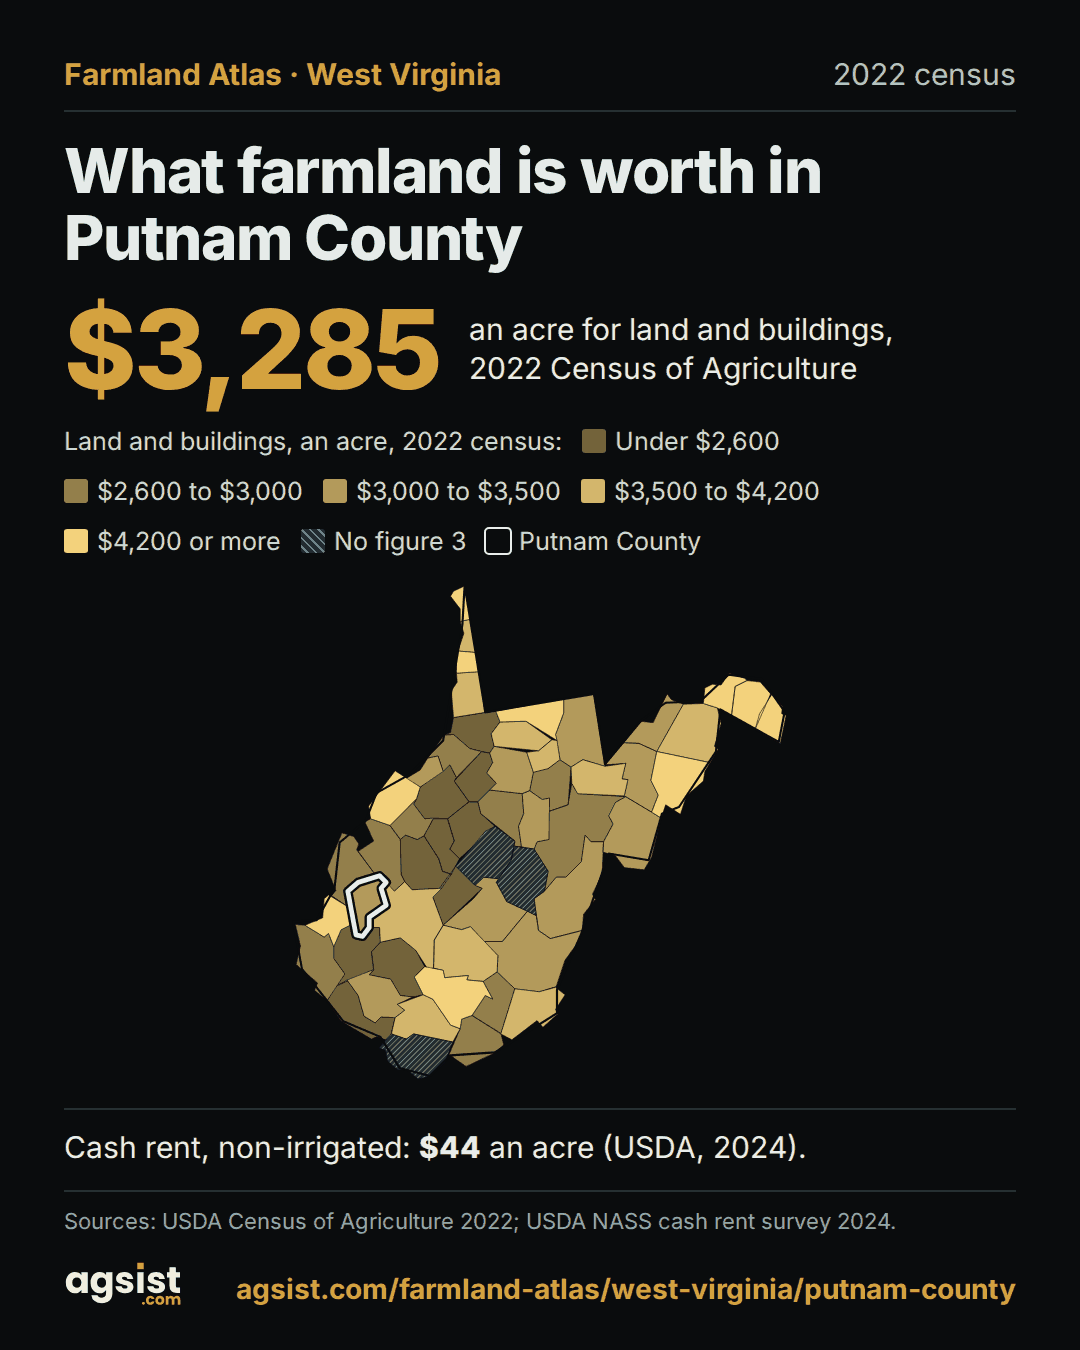 Farmland Atlas · West Virginia
2022 census
What farmland is worth in
Putnam County
$3,285
an acre for land and buildings,
2022 Census of Agriculture
Land and buildings, an acre, 2022 census:
Under $2,600
$2,600 to $3,000
$3,000 to $3,500
$3,500 to $4,200
$4,200 or more
No figure 3
Putnam County
Cash rent, non-irrigated: $44 an acre (USDA, 2024).
Sources: USDA Census of Agriculture 2022; USDA NASS cash rent survey 2024.
agsist
.com
agsist.com/farmland-atlas/west-virginia/putnam-county